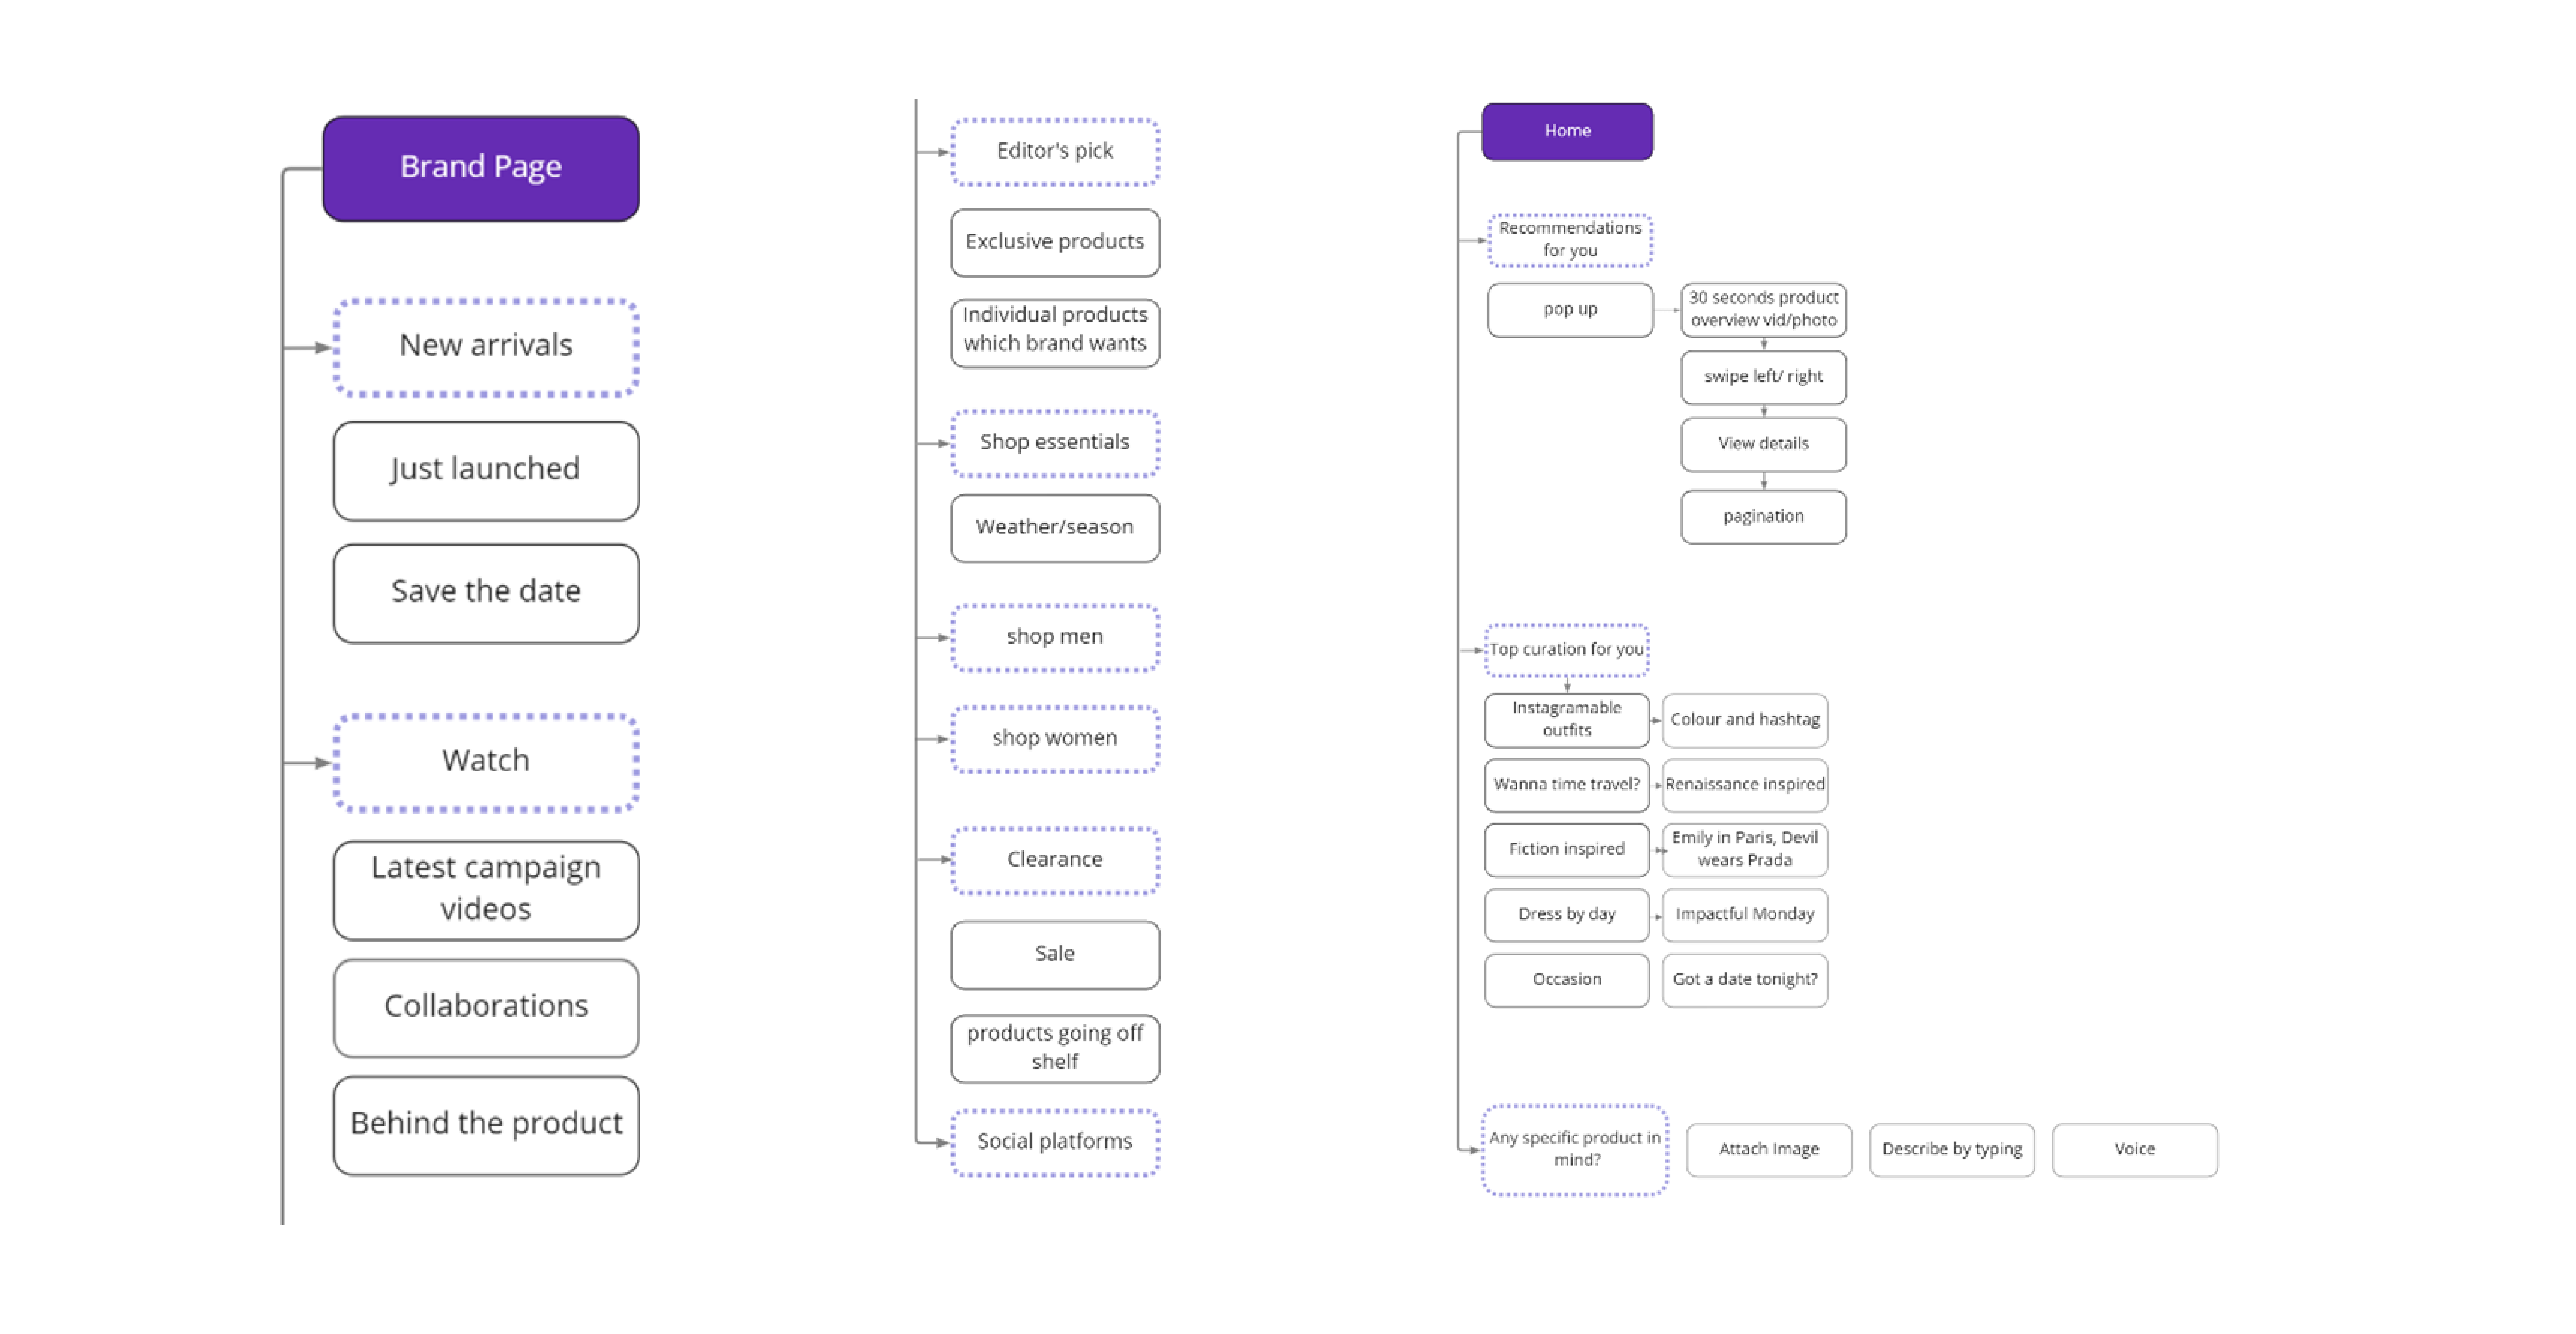 Brand Page
New arrivals
Just launched
Save the date
Watch
Latest campaign
videos
Collaborations
Behind the product
Editor's pick
Exclusive products
Individual products
which brand wants
Shop essentials
Weather/season
shop men
shop women
Clearance
Sale
products going off
shelf
Social platforms
Home
Recommendations
for you
pop up
30 seconds product
overview vid/photo
swipe left/ right
View details
pagination
Top curation for you
Instagramable
outfits
Colour and hashtag
Wanna time travel?
Renaissance inspired
Fiction inspired
Emily in Paris, Devil
wears Prada
Dress by day
Impactful Monday
Occasion
Got a date tonight?
Any specific product in
mind?
Attach Image
Describe by typing
Voice